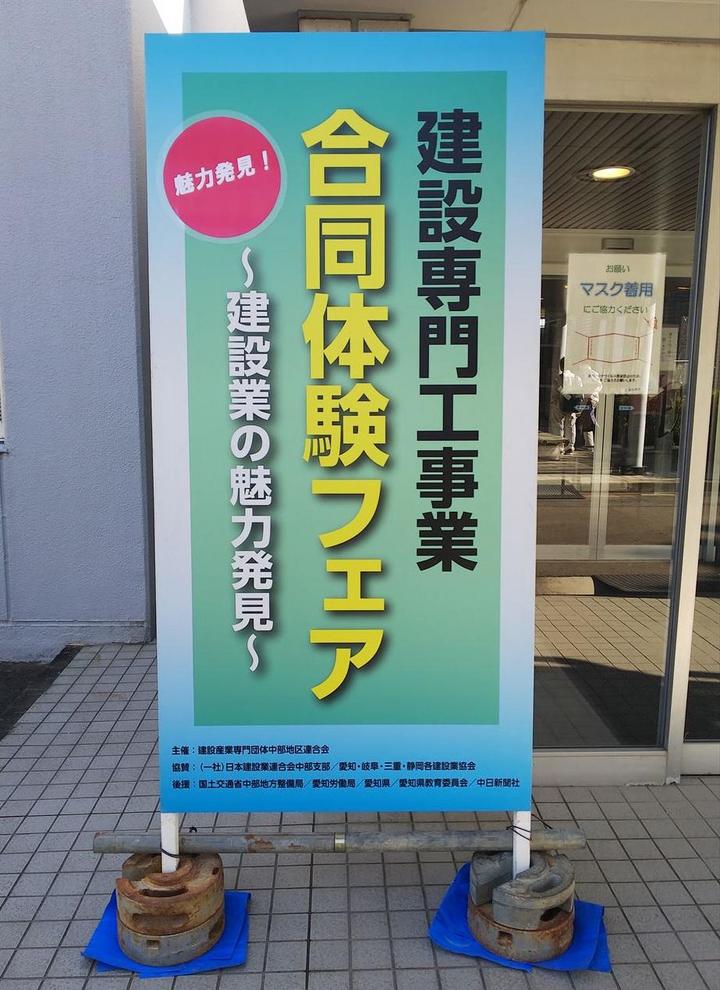 建設専門工事業
合同体験フェア
魅力発見！
〜建設業の魅力発見〜
主催：建設産業専門団体中部地区連合会
協賛：（一社）日本建設業連合会中部支部／愛知・岐阜・三重・静岡各建設業協会
後援：国土交通省中部地方整備局／愛知労働局／愛知県／愛知県教育委員会／中日新聞社
お願い
マスク着用
にご協力ください